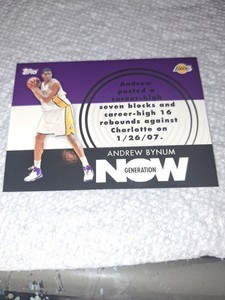 Topps
Andrew
posted a
career-high
seven blocks and
career-high 16
rebounds against
Charlotte on
1/26/07.
ANDREW BYNUM
NOW
GENERATION